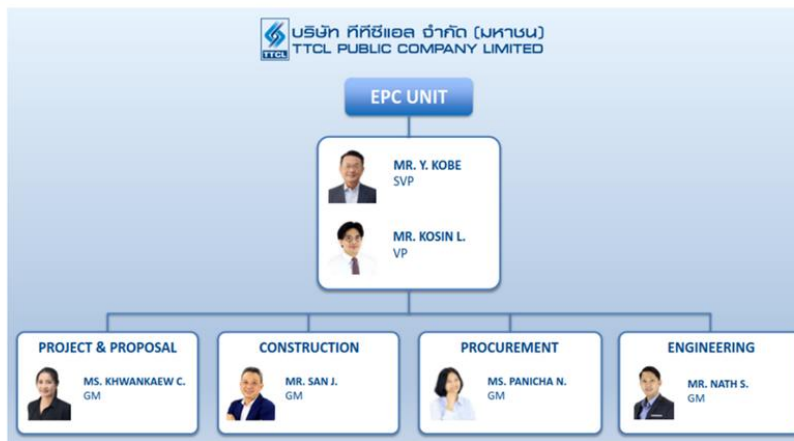 บริษัท ทีทีซีแอล จำกัด (มหาชน)
TTCL PUBLIC COMPANY LIMITED
TTCL
EPC UNIT
MR. Y. KOBE
SVP
MR. KOSIN L.
VP
PROJECT & PROPOSAL
MS. KHWANKAEW C.
GM
CONSTRUCTION
MR. SAN J.
GM
PROCUREMENT
MS. PANICHA N.
GM
ENGINEERING
MR. NATH S.
GM